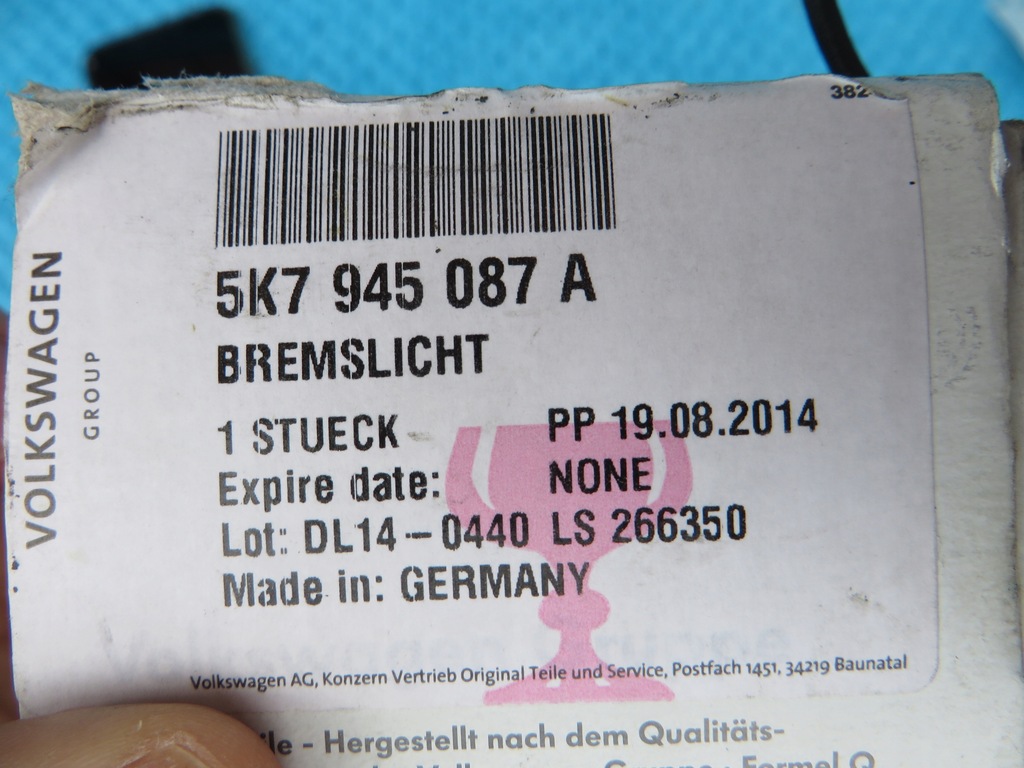 382
VOLKSWAGEN
GROUP
5K7 945 087 A
BREMSLICHT
1 STUECK PP 19.08.2014
Expire date: NONE
Lot: DL14-0440 LS 266350
Made in: GERMANY
Volkswagen AG, Konzern Vertrieb Original Teile und Service, Postfach 1451, 34219 Baunatal
- Hergestellt nach dem Qualitäts-
Formel Q